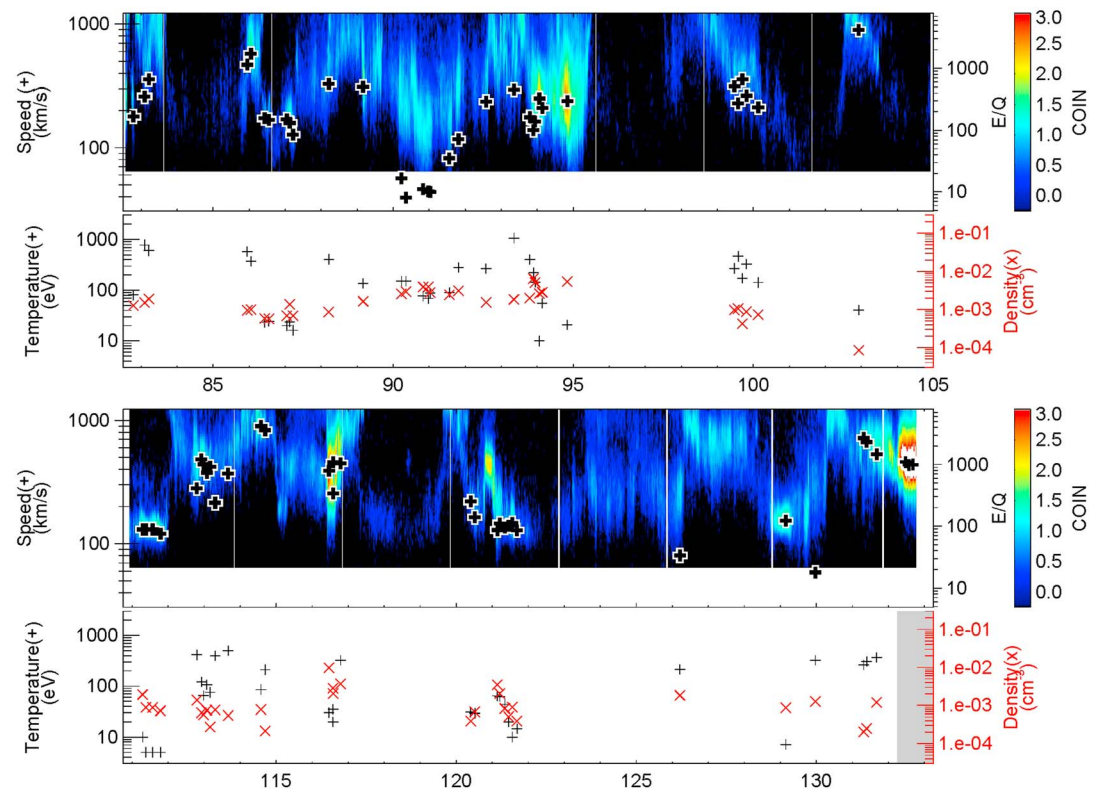 1000
100
Speed (+)
(km/s)
1000
100
10
E/Q
3.0
2.5
2.0
1.5
1.0
0.5
0.0
COIN
1000
100
10
Temperature(+)
(eV)
1.e-01
1.e-02
1.e-03
1.e-04
Density(x)
(cm-3)
85
90
95
100
105
1000
100
Speed(+)
(km/s)
1000
100
10
E/Q
3.0
2.5
2.0
1.5
1.0
0.5
0.0
COIN
1000
100
10
Temperature(+)
(eV)
1.e-01
1.e-02
1.e-03
1.e-04
Density(x)
(cm-3)
115
120
125
130